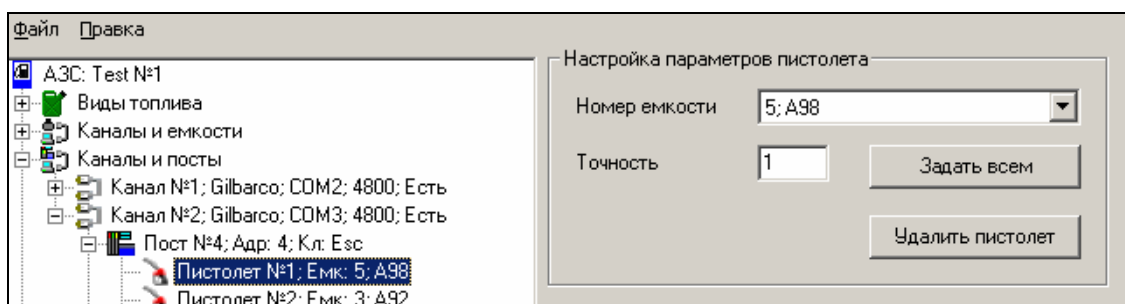 Файл Правка
АЗС: Test №1
Виды топлива
Каналы и емкости
Каналы и посты
Канал №1; Gilbarco; COM2; 4800; Есть
Канал №2; Gilbarco; COM3; 4800; Есть
Пост №4; Адр: 4; Кл: Esc
Пистолет №1; Емк: 5; А98
Пистолет №2; Емк: 3; А92
Настройка параметров пистолета
Номер емкости 5; А98
Точность 1 Задать всем
Удалить пистолет